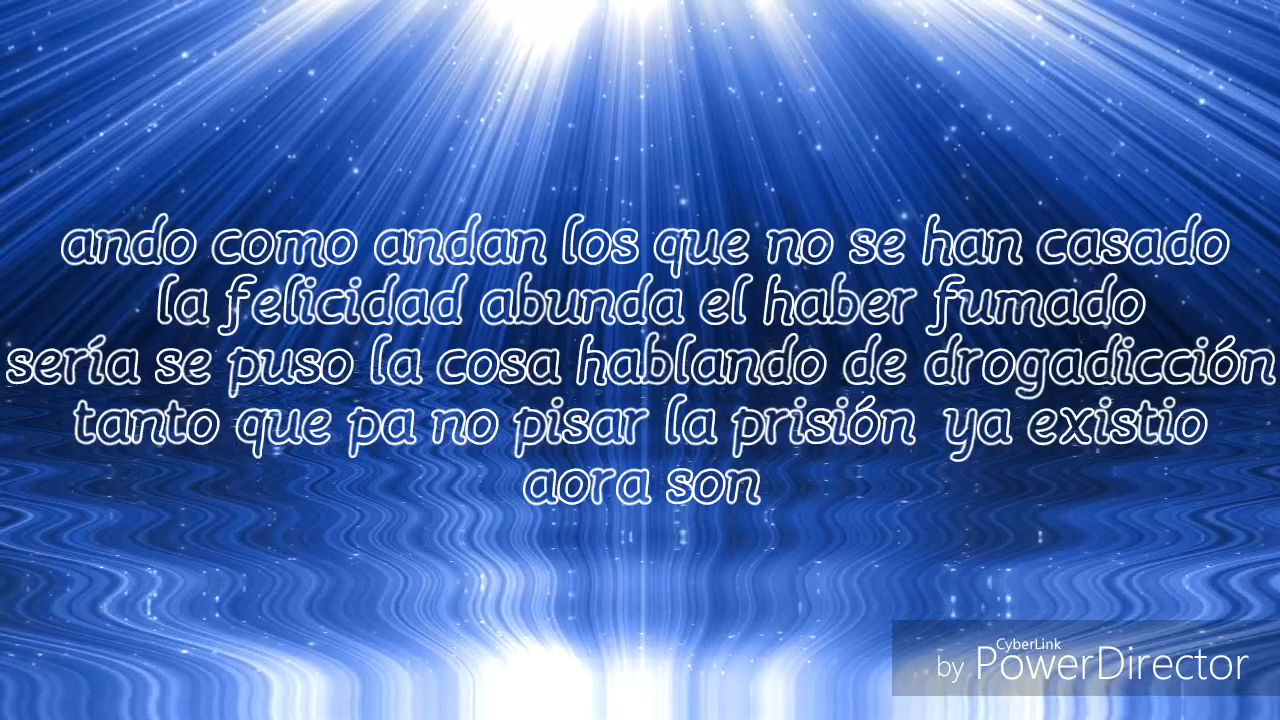 ando como andan los que no se han casado
la felicidad abunda el haber fumado
sería se puso la cosa hablando de drogadicción
tanto que pa no pisar la prisión ya existio
aora son
CyberLink
by PowerDirector